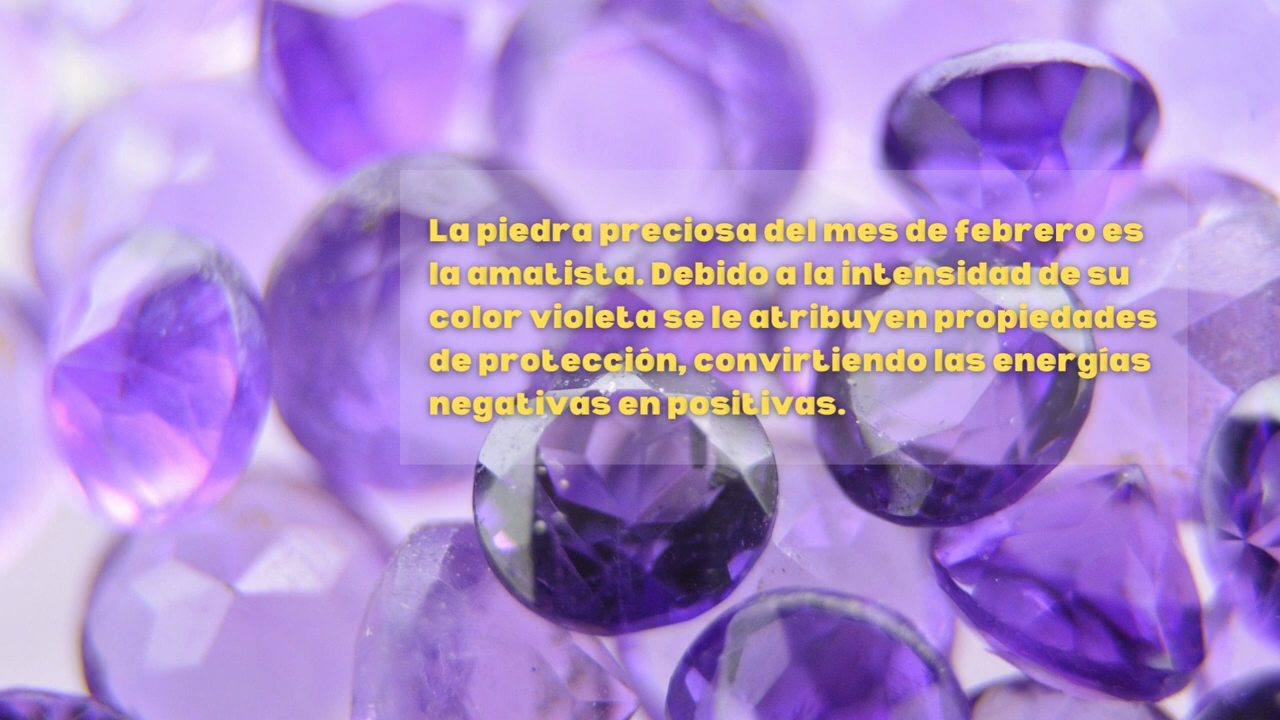 La piedra preciosa del mes de febrero es
la amatista. Debido a la intensidad de su
color violeta se le atribuyen propiedades
de protección, convirtiendo las energías
negativas en positivas.